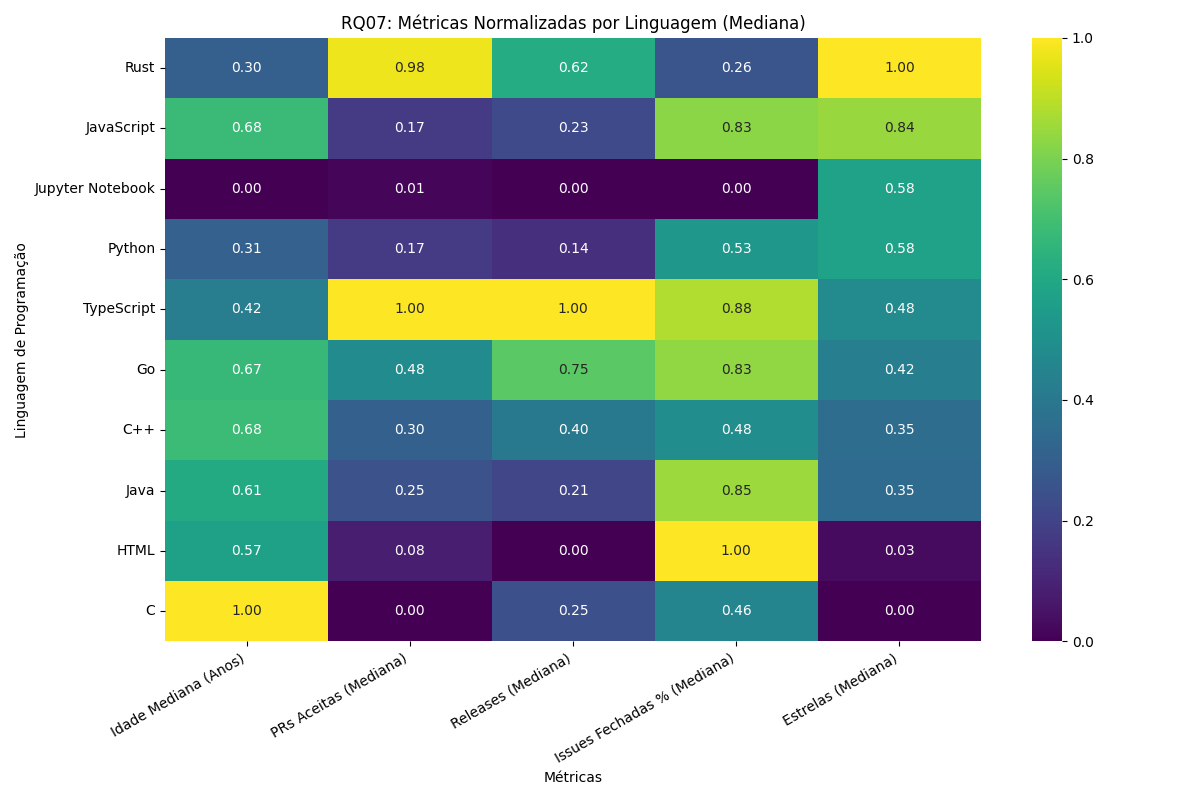 RQ07: Métricas Normalizadas por Linguagem (Mediana)
Linguagem de Programação
Rust 0.30 0.98 0.62 0.26 1.00
JavaScript 0.68 0.17 0.23 0.83 0.84
Jupyter Notebook 0.00 0.01 0.00 0.00 0.58
Python 0.31 0.17 0.14 0.53 0.58
TypeScript 0.42 1.00 1.00 0.88 0.48
Go 0.67 0.48 0.75 0.83 0.42
C++ 0.68 0.30 0.40 0.48 0.35
Java 0.61 0.25 0.21 0.85 0.35
HTML 0.57 0.08 0.00 1.00 0.03
C 1.00 0.00 0.25 0.46 0.00
Idade Mediana (Anos)
PRs Aceitas (Mediana)
Releases (Mediana)
Issues Fechadas % (Mediana)
Estrelas (Mediana)
Métricas
1.0
0.8
0.6
0.4
0.2
0.0